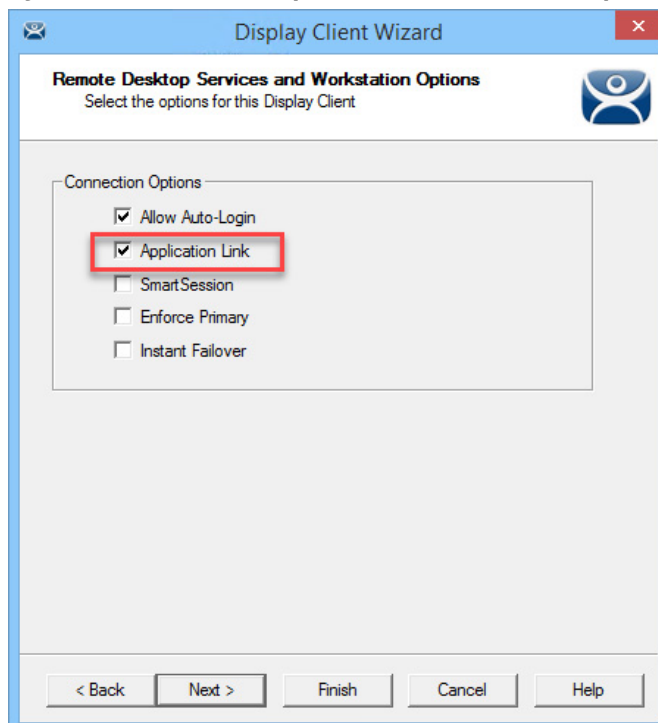 Display Client Wizard
Remote Desktop Services and Workstation Options
Select the options for this Display Client
Connection Options
Allow Auto-Login
Application Link
SmartSession
Enforce Primary
Instant Failover
< Back Next > Finish Cancel Help